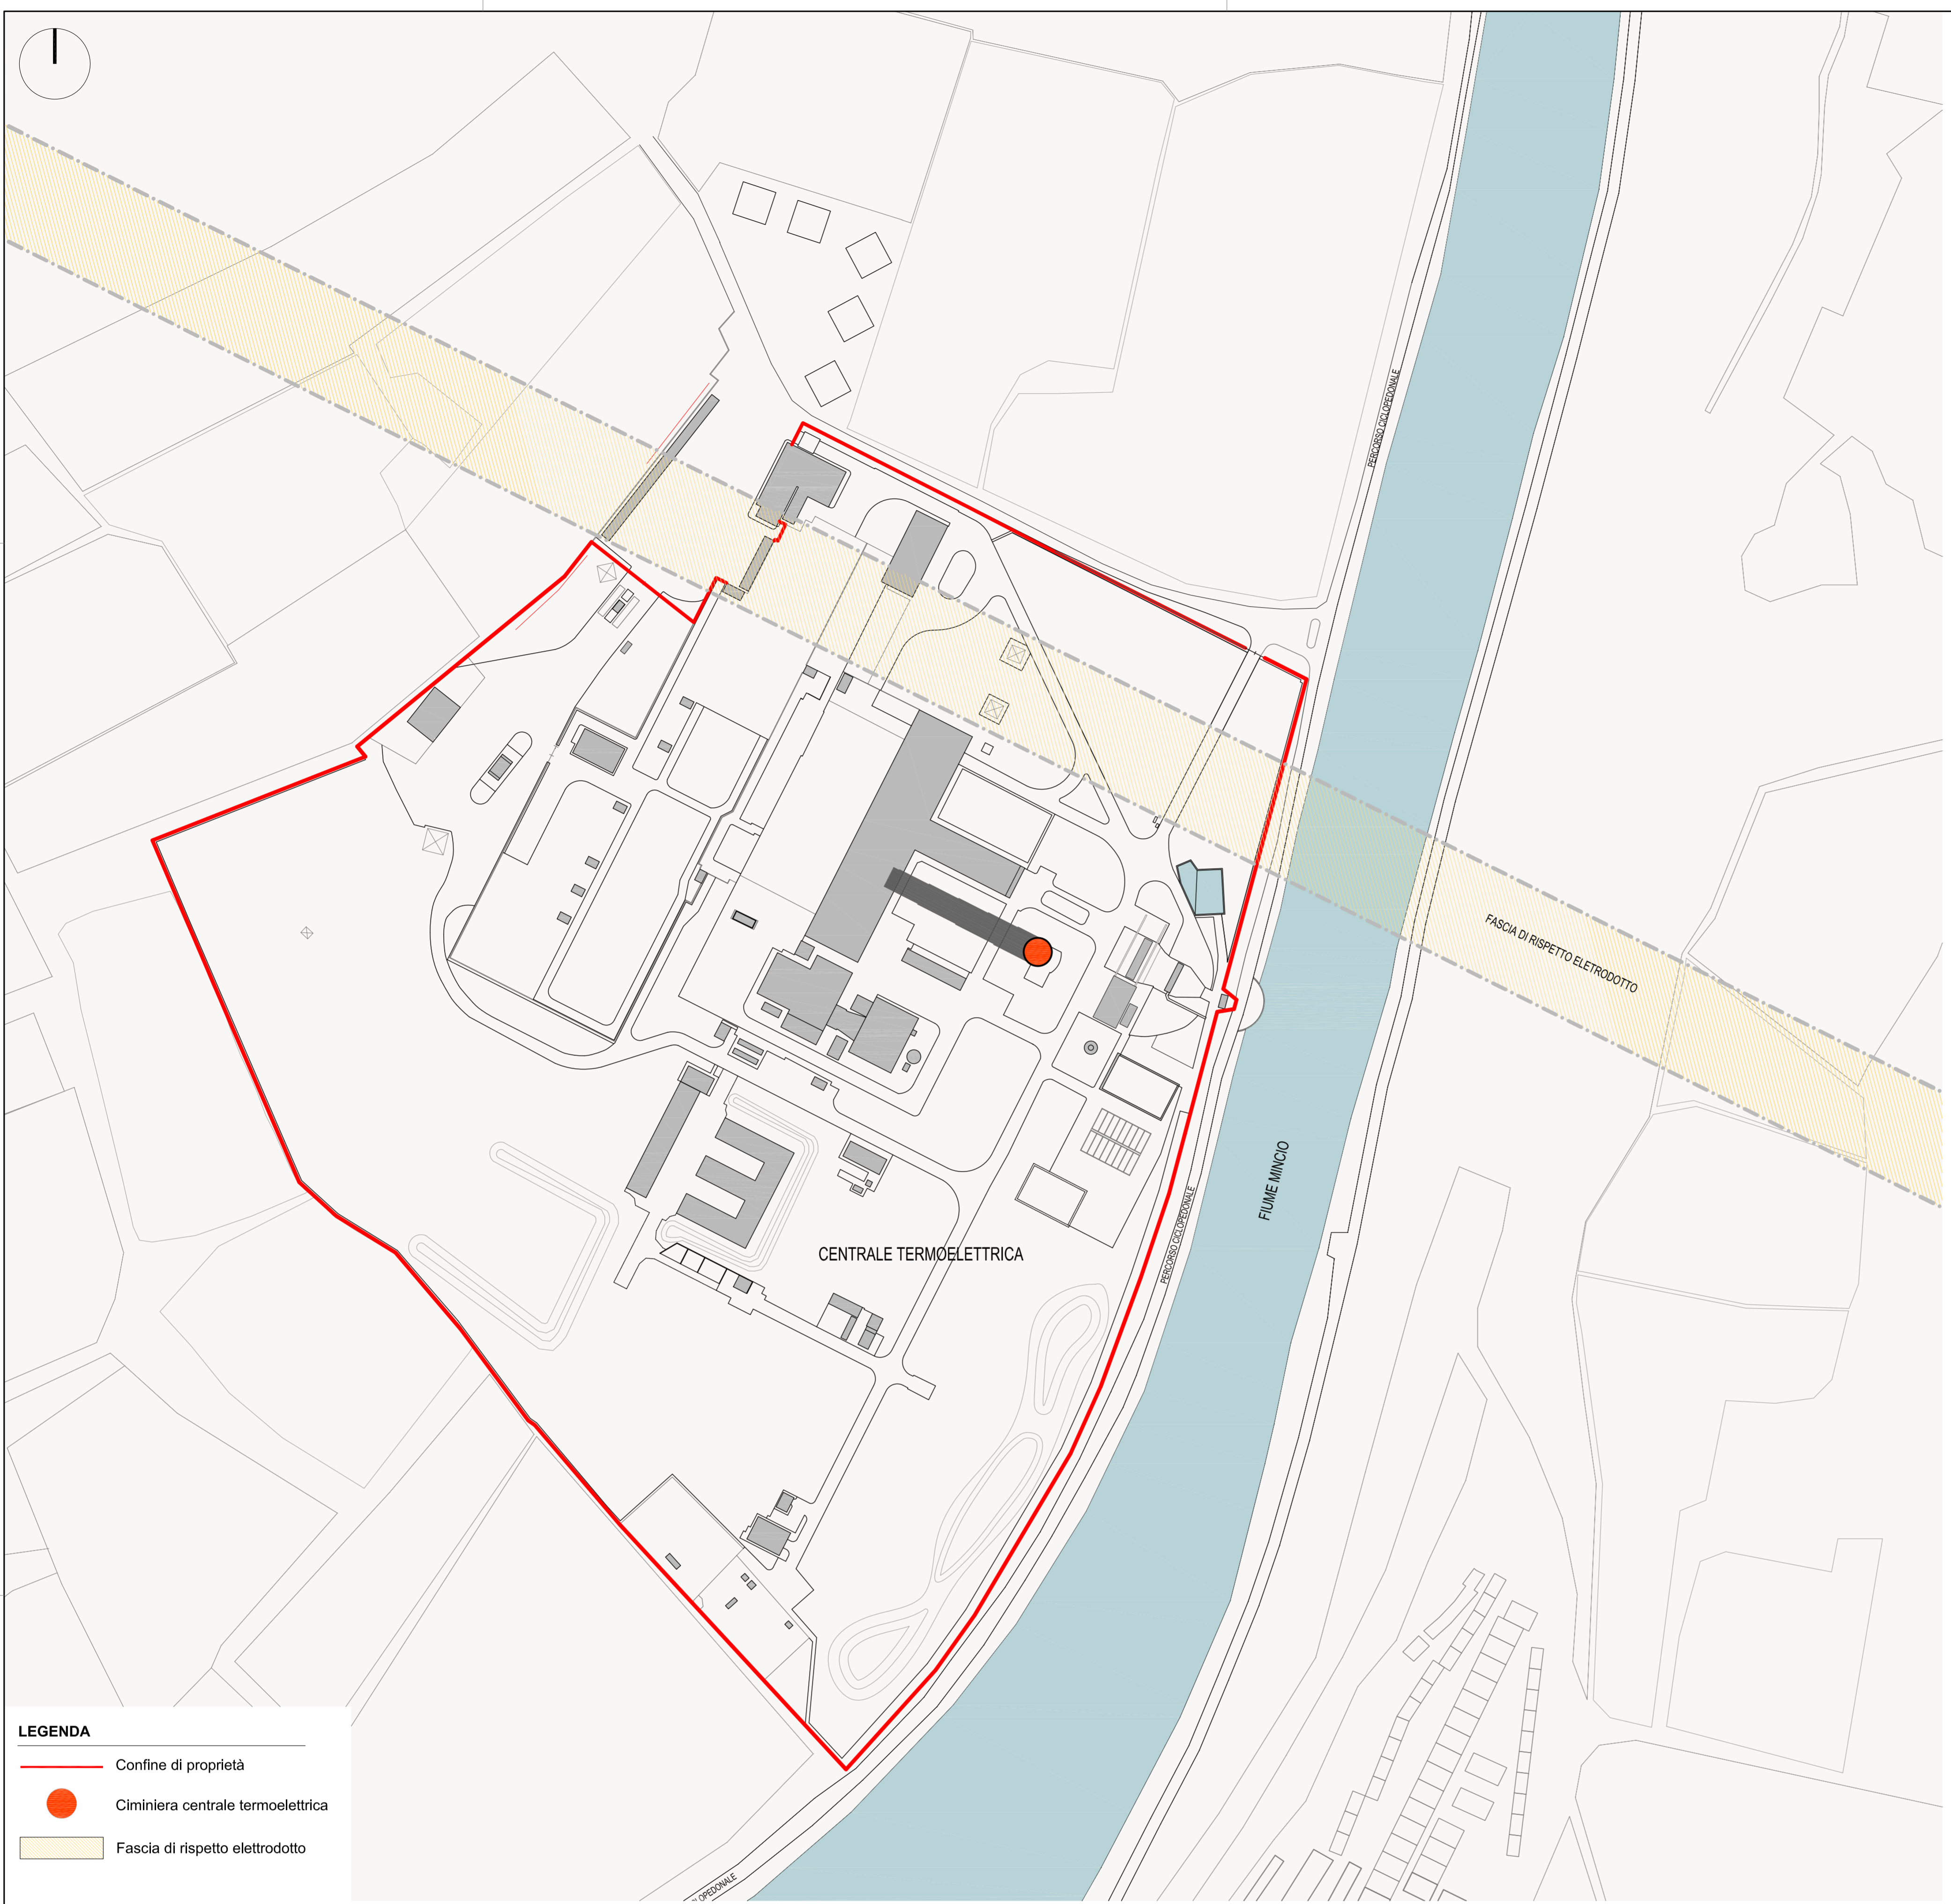 PERCORSO CICLOPEDONALE
FASCIA DI RISPETTO ELETRODOTTO
FIUME MINCIO
PERCORSO CICLOPEDONALE
CENTRALE TERMOELETTRICA
LEGENDA
Confine di proprietà
Ciminiera centrale termoelettrica
Fascia di rispetto elettrodotto
CLOPEDONALE